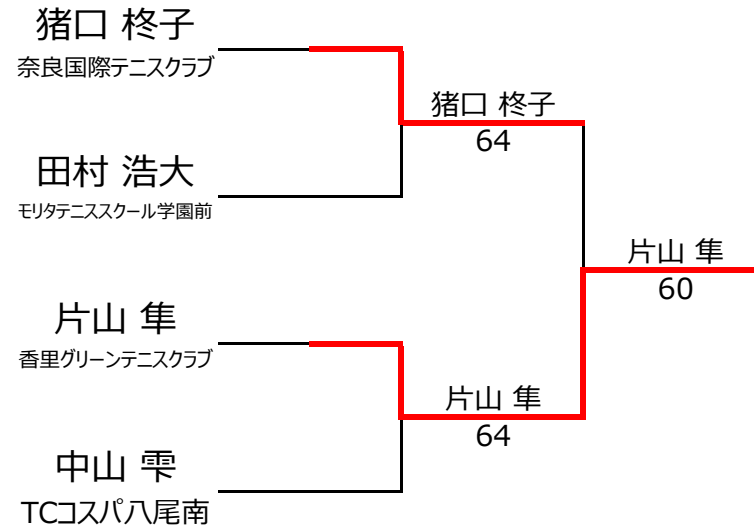 猪口 柊子
奈良国際テニスクラブ
猪口 柊子
64
田村 浩大
モリタテニススクール学園前
片山 隼
60
片山 隼
香里グリーンテニスクラブ
片山 隼
64
中山 雫
TCコスパ八尾南